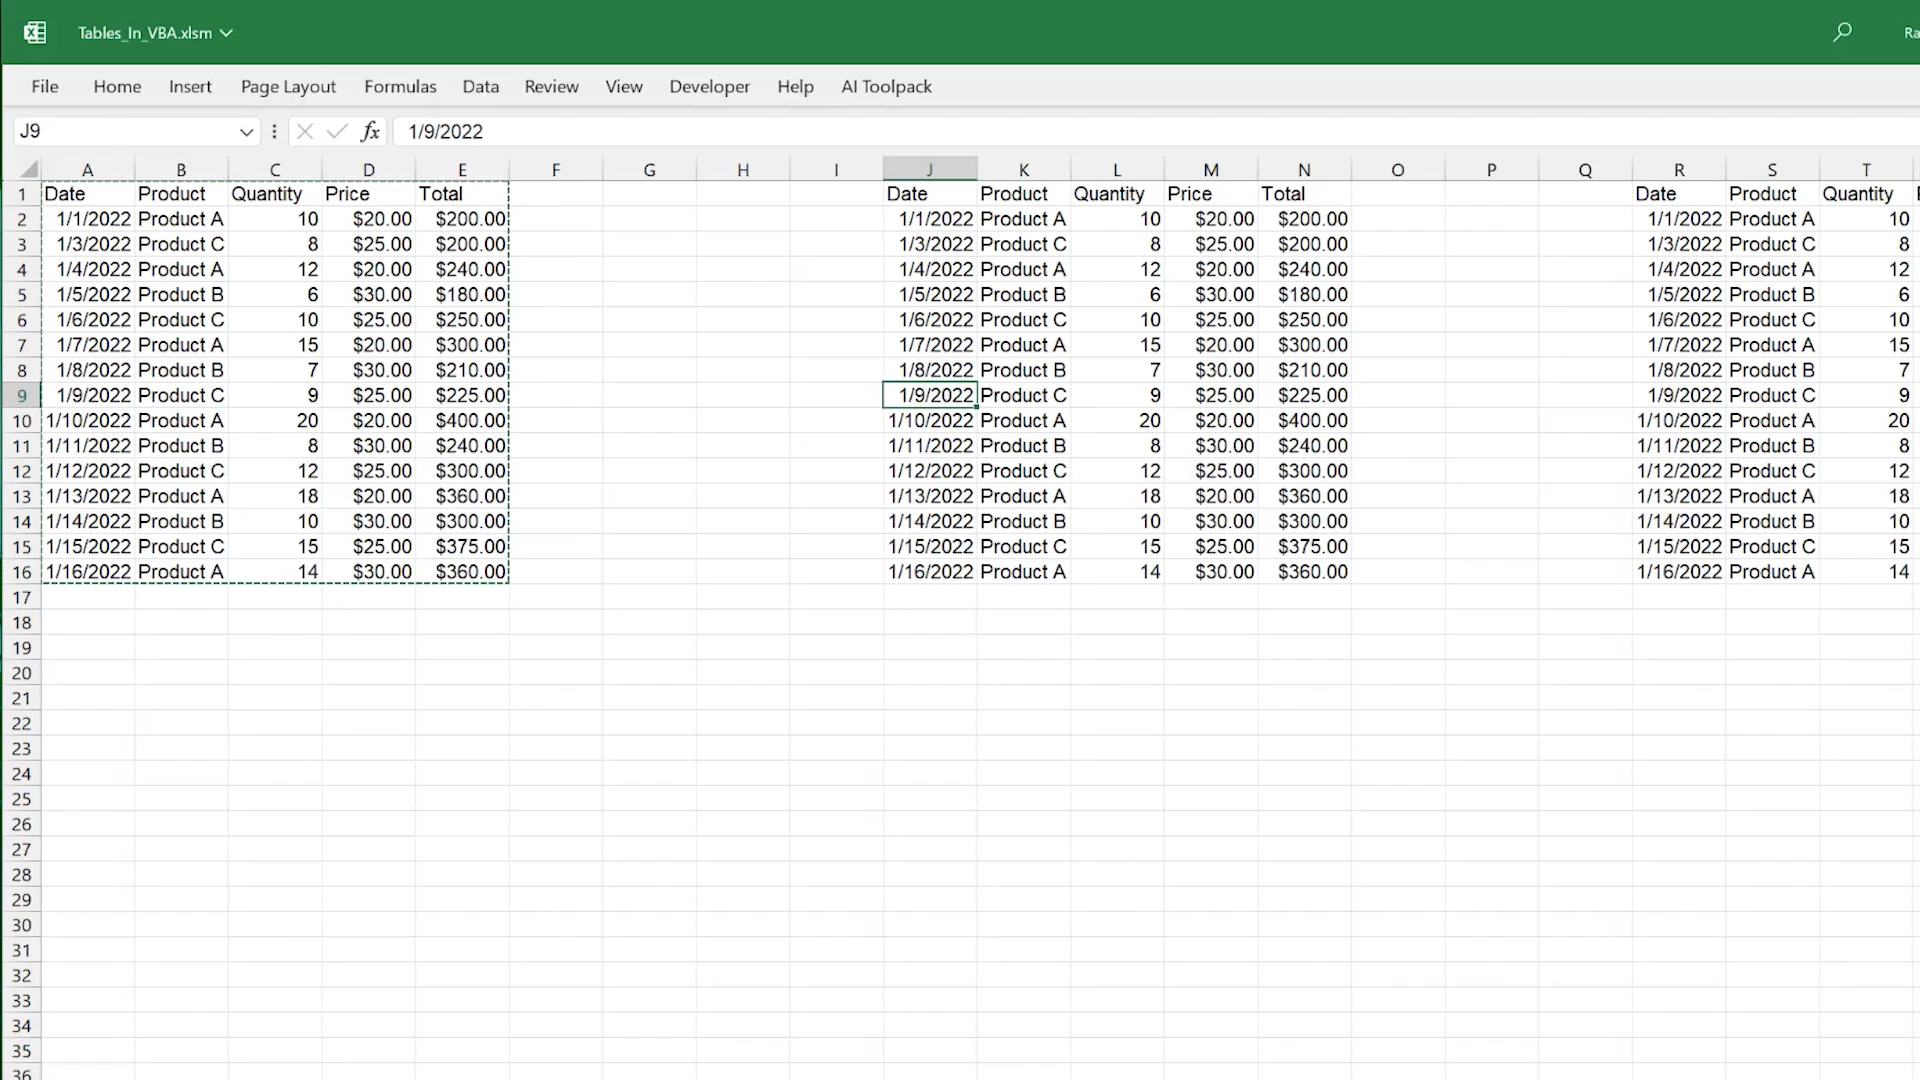 Tables_In_VBA.xlsm
Ra
File Home Insert Page Layout Formulas Data Review View Developer Help AI Toolpack
J9 fx 1/9/2022
A B C D E F G H I J K L M N O P Q R S T
1 Date Product Quantity Price Total Date Product Quantity Price Total Date Product Quantity
2 1/1/2022 Product A 10 $20.00 $200.00 1/1/2022 Product A 10 $20.00 $200.00 1/1/2022 Product A 10
3 1/3/2022 Product C 8 $25.00 $200.00 1/3/2022 Product C 8 $25.00 $200.00 1/3/2022 Product C 8
4 1/4/2022 Product A 12 $20.00 $240.00 1/4/2022 Product A 12 $20.00 $240.00 1/4/2022 Product A 12
5 1/5/2022 Product B 6 $30.00 $180.00 1/5/2022 Product B 6 $30.00 $180.00 1/5/2022 Product B 6
6 1/6/2022 Product C 10 $25.00 $250.00 1/6/2022 Product C 10 $25.00 $250.00 1/6/2022 Product C 10
7 1/7/2022 Product A 15 $20.00 $300.00 1/7/2022 Product A 15 $20.00 $300.00 1/7/2022 Product A 15
8 1/8/2022 Product B 7 $30.00 $210.00 1/8/2022 Product B 7 $30.00 $210.00 1/8/2022 Product B 7
9 1/9/2022 Product C 9 $25.00 $225.00 1/9/2022 Product C 9 $25.00 $225.00 1/9/2022 Product C 9
10 1/10/2022 Product A 20 $20.00 $400.00 1/10/2022 Product A 20 $20.00 $400.00 1/10/2022 Product A 20
11 1/11/2022 Product B 8 $30.00 $240.00 1/11/2022 Product B 8 $30.00 $240.00 1/11/2022 Product B 8
12 1/12/2022 Product C 12 $25.00 $300.00 1/12/2022 Product C 12 $25.00 $300.00 1/12/2022 Product C 12
13 1/13/2022 Product A 18 $20.00 $360.00 1/13/2022 Product A 18 $20.00 $360.00 1/13/2022 Product A 18
14 1/14/2022 Product B 10 $30.00 $300.00 1/14/2022 Product B 10 $30.00 $300.00 1/14/2022 Product B 10
15 1/15/2022 Product C 15 $25.00 $375.00 1/15/2022 Product C 15 $25.00 $375.00 1/15/2022 Product C 15
16 1/16/2022 Product A 14 $30.00 $360.00 1/16/2022 Product A 14 $30.00 $360.00 1/16/2022 Product A 14
17
18
19
20
21
22
23
24
25
26
27
28
29
30
31
32
33
34
35
36